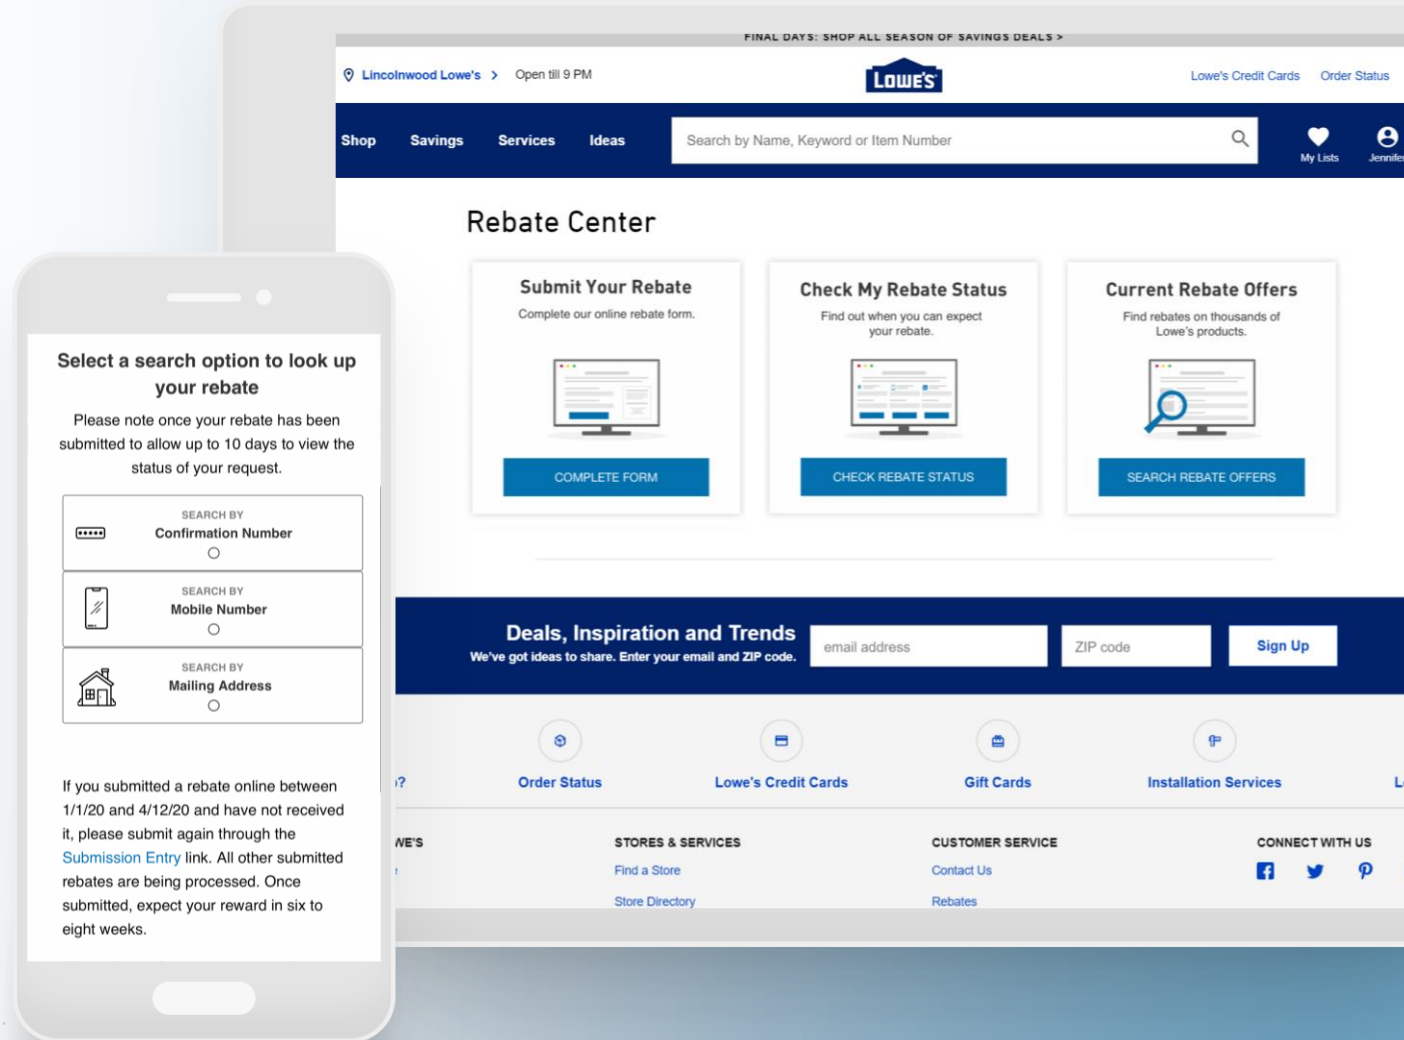 FINAL DAYS: SHOP ALL SEASON OF SAVINGS DEALS >
Lincolnwood Lowe's > Open till 9 PM
LOWE'S
Lowe's Credit Cards Order Status
Shop Savings Services Ideas
Search by Name, Keyword or Item Number
My Lists
Jennifer
Rebate Center
Submit Your Rebate
Complete our online rebate form.
COMPLETE FORM
Check My Rebate Status
Find out when you can expect
your rebate.
CHECK REBATE STATUS
Current Rebate Offers
Find rebates on thousands of
Lowe's products.
SEARCH REBATE OFFERS
Deals, Inspiration and Trends
We've got ideas to share. Enter your email and ZIP code.
email address
ZIP code
Sign Up
?
Order Status
Lowe's Credit Cards
Gift Cards
Installation Services
L
WE'S
STORES & SERVICES
Find a Store
Store Directory
CUSTOMER SERVICE
Contact Us
Rebates
CONNECT WITH US
Select a search option to look up
your rebate
Please note once your rebate has been
submitted to allow up to 10 days to view the
status of your request.
SEARCH BY
Confirmation Number
SEARCH BY
Mobile Number
SEARCH BY
Mailing Address
If you submitted a rebate online between
1/1/20 and 4/12/20 and have not received
it, please submit again through the
Submission Entry link. All other submitted
rebates are being processed. Once
submitted, expect your reward in six to
eight weeks.